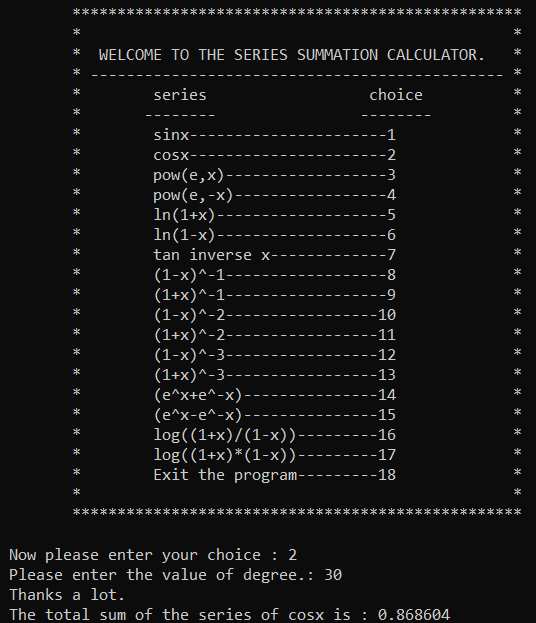 **************************************************
* *
* WELCOME TO THE SERIES SUMMATION CALCULATOR. *
* ---------------------------------------------- *
* series choice *
* -------- -------- *
* sinx----------------------1 *
* cosx----------------------2 *
* pow(e,x)------------------3 *
* pow(e,-x)-----------------4 *
* ln(1+x)-------------------5 *
* ln(1-x)-------------------6 *
* tan inverse x-------------7 *
* (1-x)^-1------------------8 *
* (1+x)^-1------------------9 *
* (1-x)^-2-----------------10 *
* (1+x)^-2-----------------11 *
* (1-x)^-3-----------------12 *
* (1+x)^-3-----------------13 *
* (e^x+e^-x)---------------14 *
* (e^x-e^-x)---------------15 *
* log((1+x)/(1-x))---------16 *
* log((1+x)*(1-x))---------17 *
* Exit the program---------18 *
* *
**************************************************
Now please enter your choice : 2
Please enter the value of degree.: 30
Thanks a lot.
The total sum of the series of cosx is : 0.868604